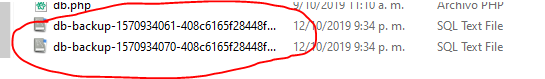 db.php 9/10/2019 11:10 a. m. Archivo PHP
db-backup-1570934061-408c6165f28448f... 12/10/2019 9:34 p. m. SQL Text File
db-backup-1570934070-408c6165f28448f... 12/10/2019 9:34 p. m. SQL Text File